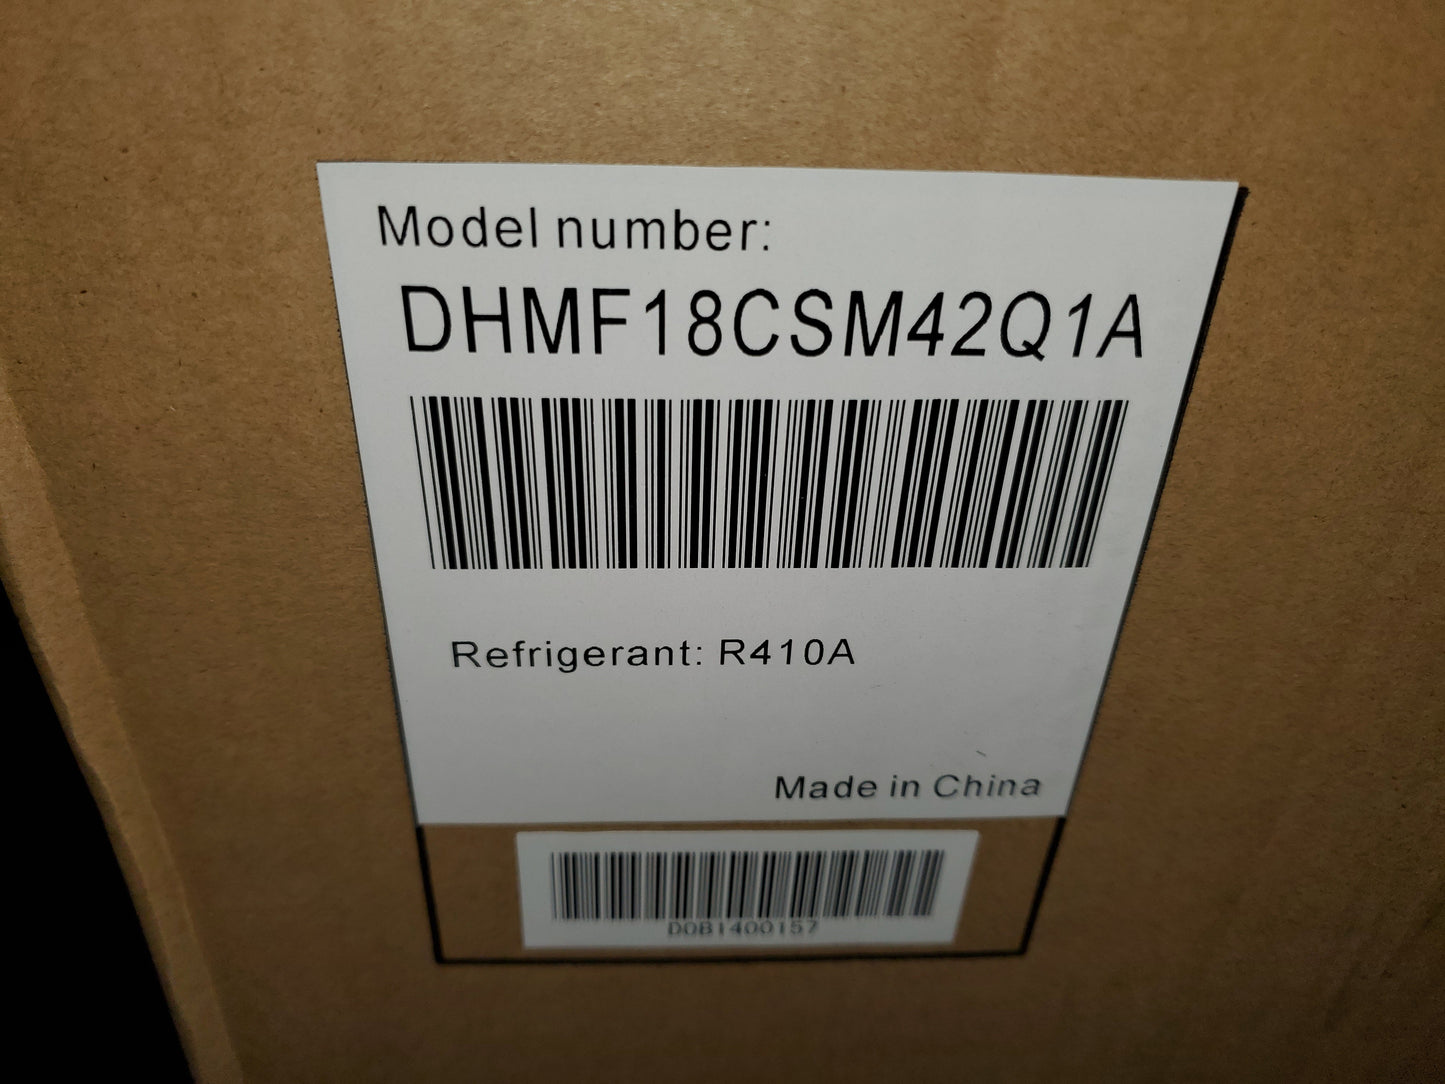 Model number:
DHMF18CSM42Q1A
Refrigerant: R410A
Made in China
D0B1400157